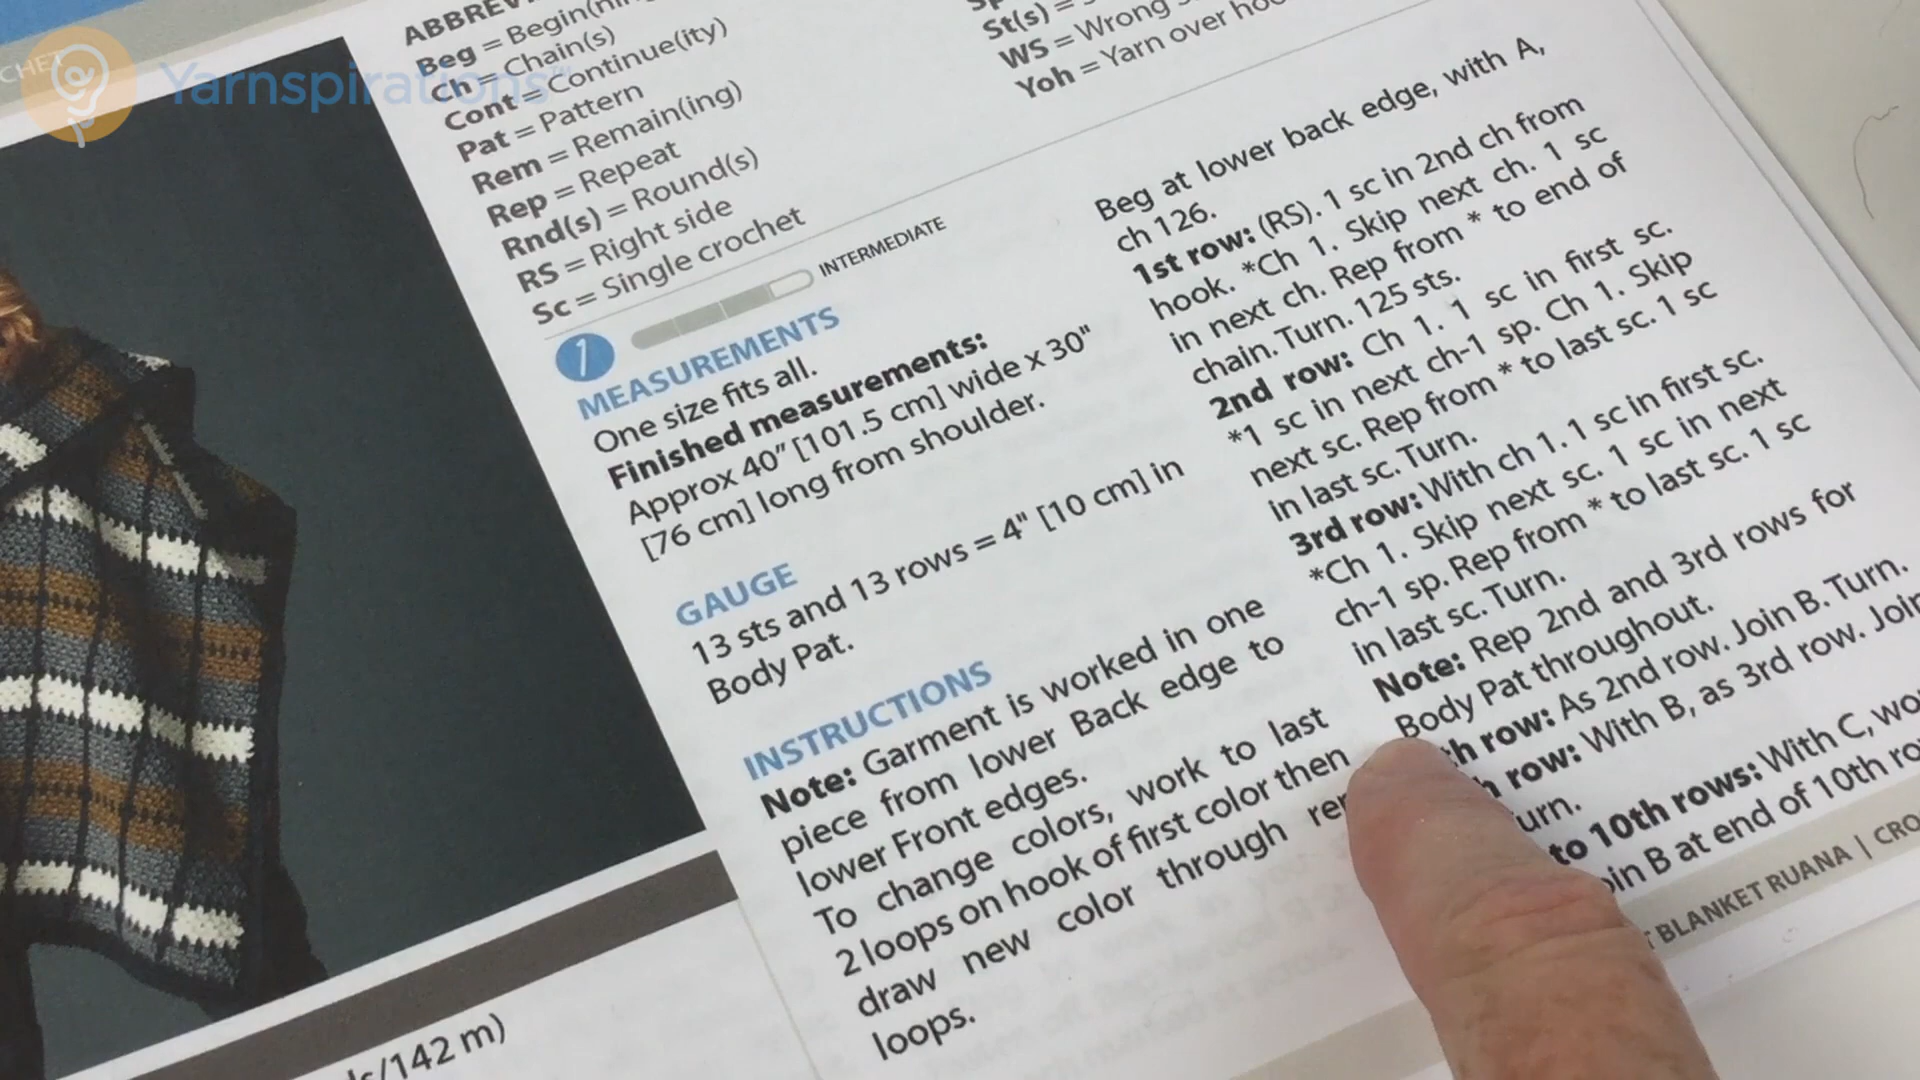 CHET
Yarnspirations
Beg = Begin(
Ch = Chain(s)
Cont = Continue(ity)
Pat = Pattern
Rem = Remain(ing)
Rep = Repeat
Rnd(s) = Round(s)
RS = Right side
Sc = Single crochet
St(s) =
WS = Wrong
Yoh = Yarn over
1
INTERMEDIATE
MEASUREMENTS
One size fits all.
Finished measurements:
Approx 40" [101.5 cm] wide x 30"
[76 cm] long from shoulder.
GAUGE
13 sts and 13 rows = 4" [10 cm] in
Body Pat.
INSTRUCTIONS
Note: Garment is worked in one
piece from lower Back edge to
lower Front edges.
To change colors, work to last
2 loops on hook of first color then
draw new color through
loops.
Beg at lower back edge, with A,
ch 126.
1st row: (RS). 1 sc in 2nd ch from
hook. *Ch 1. Skip next ch. 1 sc
in next ch. Rep from * to end of
chain. Turn. 125 sts.
2nd row: Ch 1. 1 sc in first sc.
*1 sc in next ch-1 sp. Ch 1. Skip
next sc. Rep from * to last sc. 1 sc
in last sc. Turn.
3rd row: With ch 1. 1 sc in first sc.
*Ch 1. Skip next sc. 1 sc in next
ch-1 sp. Rep from * to last sc. 1 sc
in last sc. Turn.
Note: Rep 2nd and 3rd rows for
Body Pat throughout.
row: As 2nd row. Join B. Turn.
row: With B, as 3rd row. Join
urn.
to 10th rows: With C,
B at end of 10th
BLANKET RUANA | CRO
/142 m)